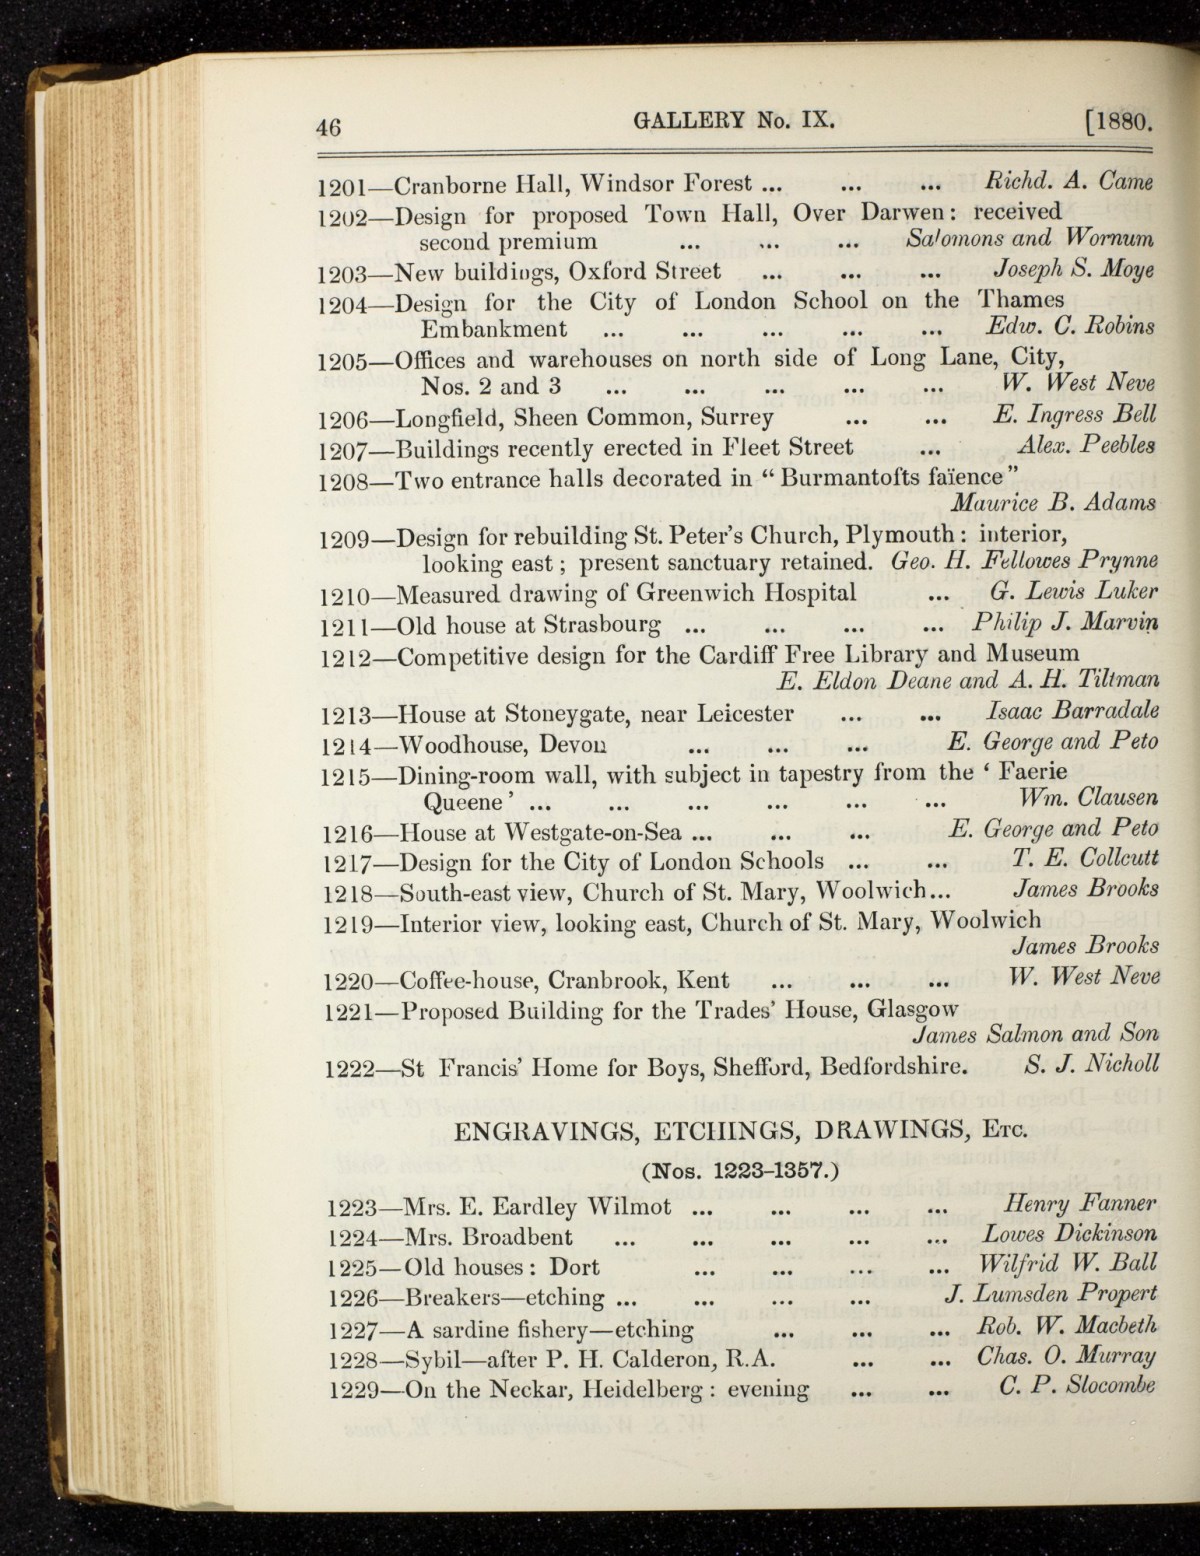 46 GALLERY No. IX. [1880.
1201—Cranborne Hall, Windsor Forest ... ... ... Richd. A. Came
1202—Design for proposed Town Hall, Over Darwen: received
second premium ... ... ... Salomons and Wornum
1203—New buildings, Oxford Street ... ... ... Joseph S. Moye
1204—Design for the City of London School on the Thames
Embankment ... ... ... ... ... Edw. C. Robins
1205—Offices and warehouses on north side of Long Lane, City,
Nos. 2 and 3 ... ... ... ... ... W. West Neve
1206—Longfield, Sheen Common, Surrey ... ... E. Ingress Bell
1207—Buildings recently erected in Fleet Street ... Alex. Peebles
1208—Two entrance halls decorated in “Burmantofts faïence”
Maurice B. Adams
1209—Design for rebuilding St. Peter’s Church, Plymouth: interior,
looking east; present sanctuary retained. Geo. H. Fellowes Prynne
1210—Measured drawing of Greenwich Hospital ... G. Lewis Luker
1211—Old house at Strasbourg ... ... ... ... Philip J. Marvin
1212—Competitive design for the Cardiff Free Library and Museum
E. Eldon Deane and A. H. Tiltman
1213—House at Stoneygate, near Leicester ... ... Isaac Barradale
1214—Woodhouse, Devon ... ... ... E. George and Peto
1215—Dining-room wall, with subject in tapestry from the ‘Faerie
Queene’ ... ... ... ... ... ... Wm. Clausen
1216—House at Westgate-on-Sea ... ... ... E. George and Peto
1217—Design for the City of London Schools ... ... T. E. Collcutt
1218—South-east view, Church of St. Mary, Woolwich... James Brooks
1219—Interior view, looking east, Church of St. Mary, Woolwich
James Brooks
1220—Coffee-house, Cranbrook, Kent ... ... ... W. West Neve
1221—Proposed Building for the Trades’ House, Glasgow
James Salmon and Son
1222—St Francis’ Home for Boys, Shefford, Bedfordshire. S. J. Nicholl
ENGRAVINGS, ETCHINGS, DRAWINGS, Etc.
(Nos. 1223–1357.)
1223—Mrs. E. Eardley Wilmot ... ... ... ... Henry Fanner
1224—Mrs. Broadbent ... ... ... ... ... Lowes Dickinson
1225—Old houses: Dort ... ... ... ... Wilfrid W. Ball
1226—Breakers—etching ... ... ... ... J. Lumsden Propert
1227—A sardine fishery—etching ... ... ... Rob. W. Macbeth
1228—Sybil—after P. H. Calderon, R.A. ... ... Chas. O. Murray
1229—On the Neckar, Heidelberg: evening ... ... C. P. Slocombe